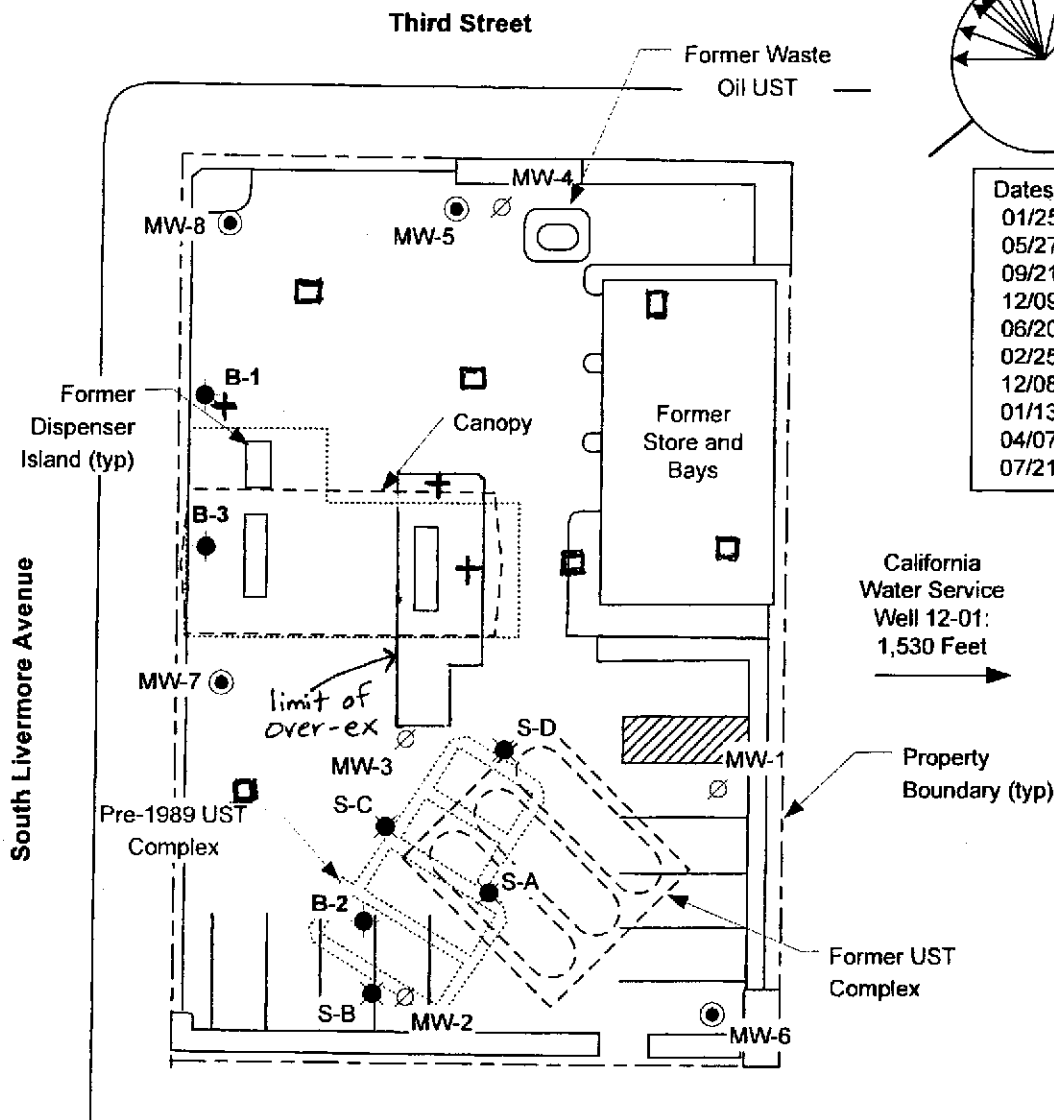 Third Street
Former Waste
Oil UST
MW-4
MW-8
MW-5
Dates
01/25
05/27
09/21
12/09
06/20
02/25
12/08
01/13
04/07
07/21
B-1
Former
Dispenser
Island (typ)
Canopy
Former
Store and
Bays
B-3
California
Water Service
Well 12-01:
1,530 Feet
South Livermore Avenue
MW-7
limit of
over-ex
S-D
MW-3
MW-1
Property
Boundary (typ)
S-C
Pre-1989 UST
Complex
S-A
B-2
Former UST
Complex
S-B
MW-2
MW-6